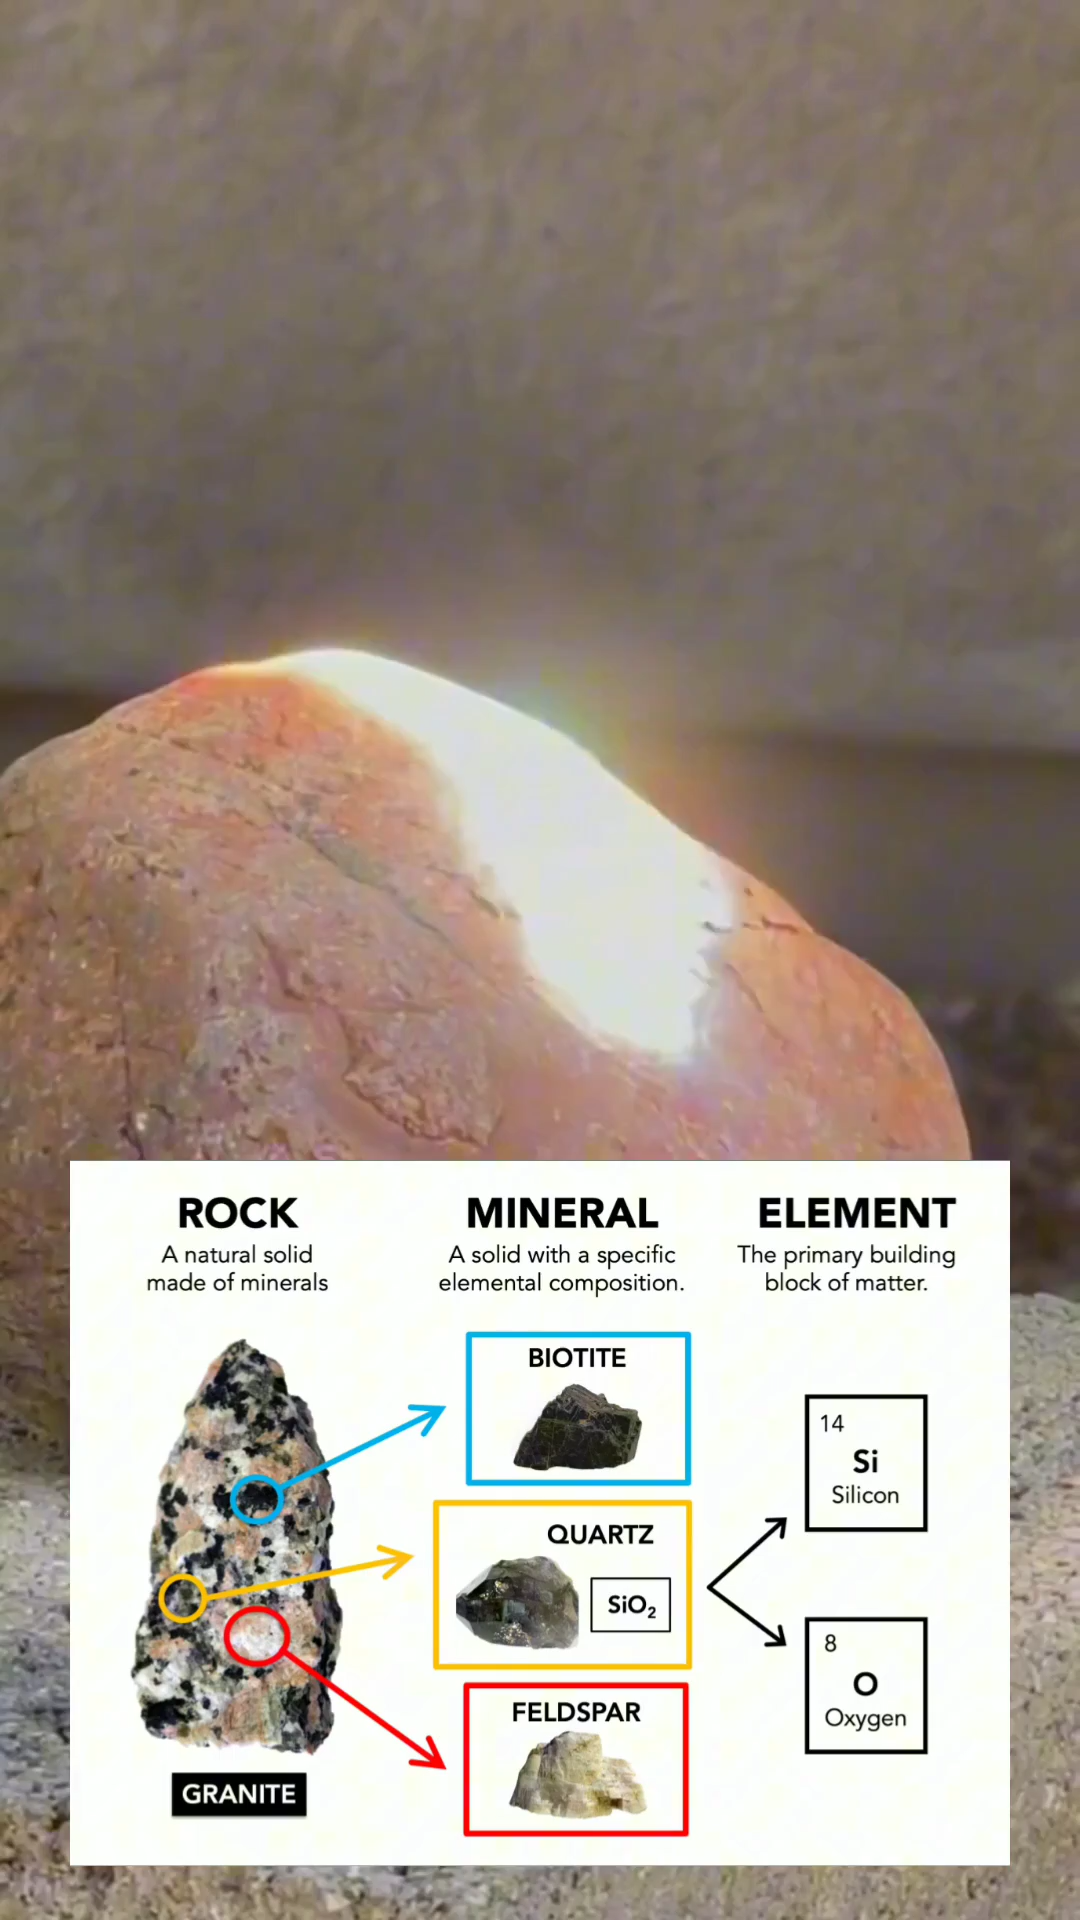 ROCK
A natural solid
made of minerals
MINERAL
A solid with a specific
elemental composition.
ELEMENT
The primary building
block of matter.
BIOTITE
QUARTZ
SiO₂
FELDSPAR
GRANITE
14
Si
Silicon
8
O
Oxygen